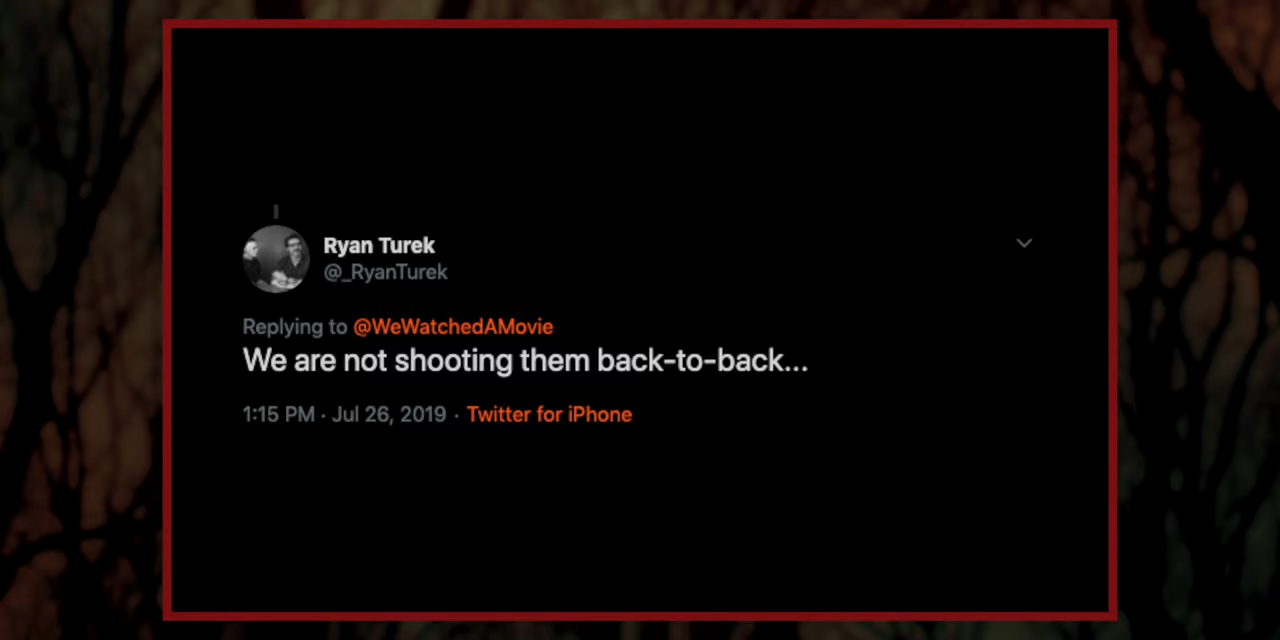 Ryan Turek
@_RyanTurek
Replying to @WeWatchedAMovie
We are not shooting them back-to-back...
1:15 PM · Jul 26, 2019 · Twitter for iPhone